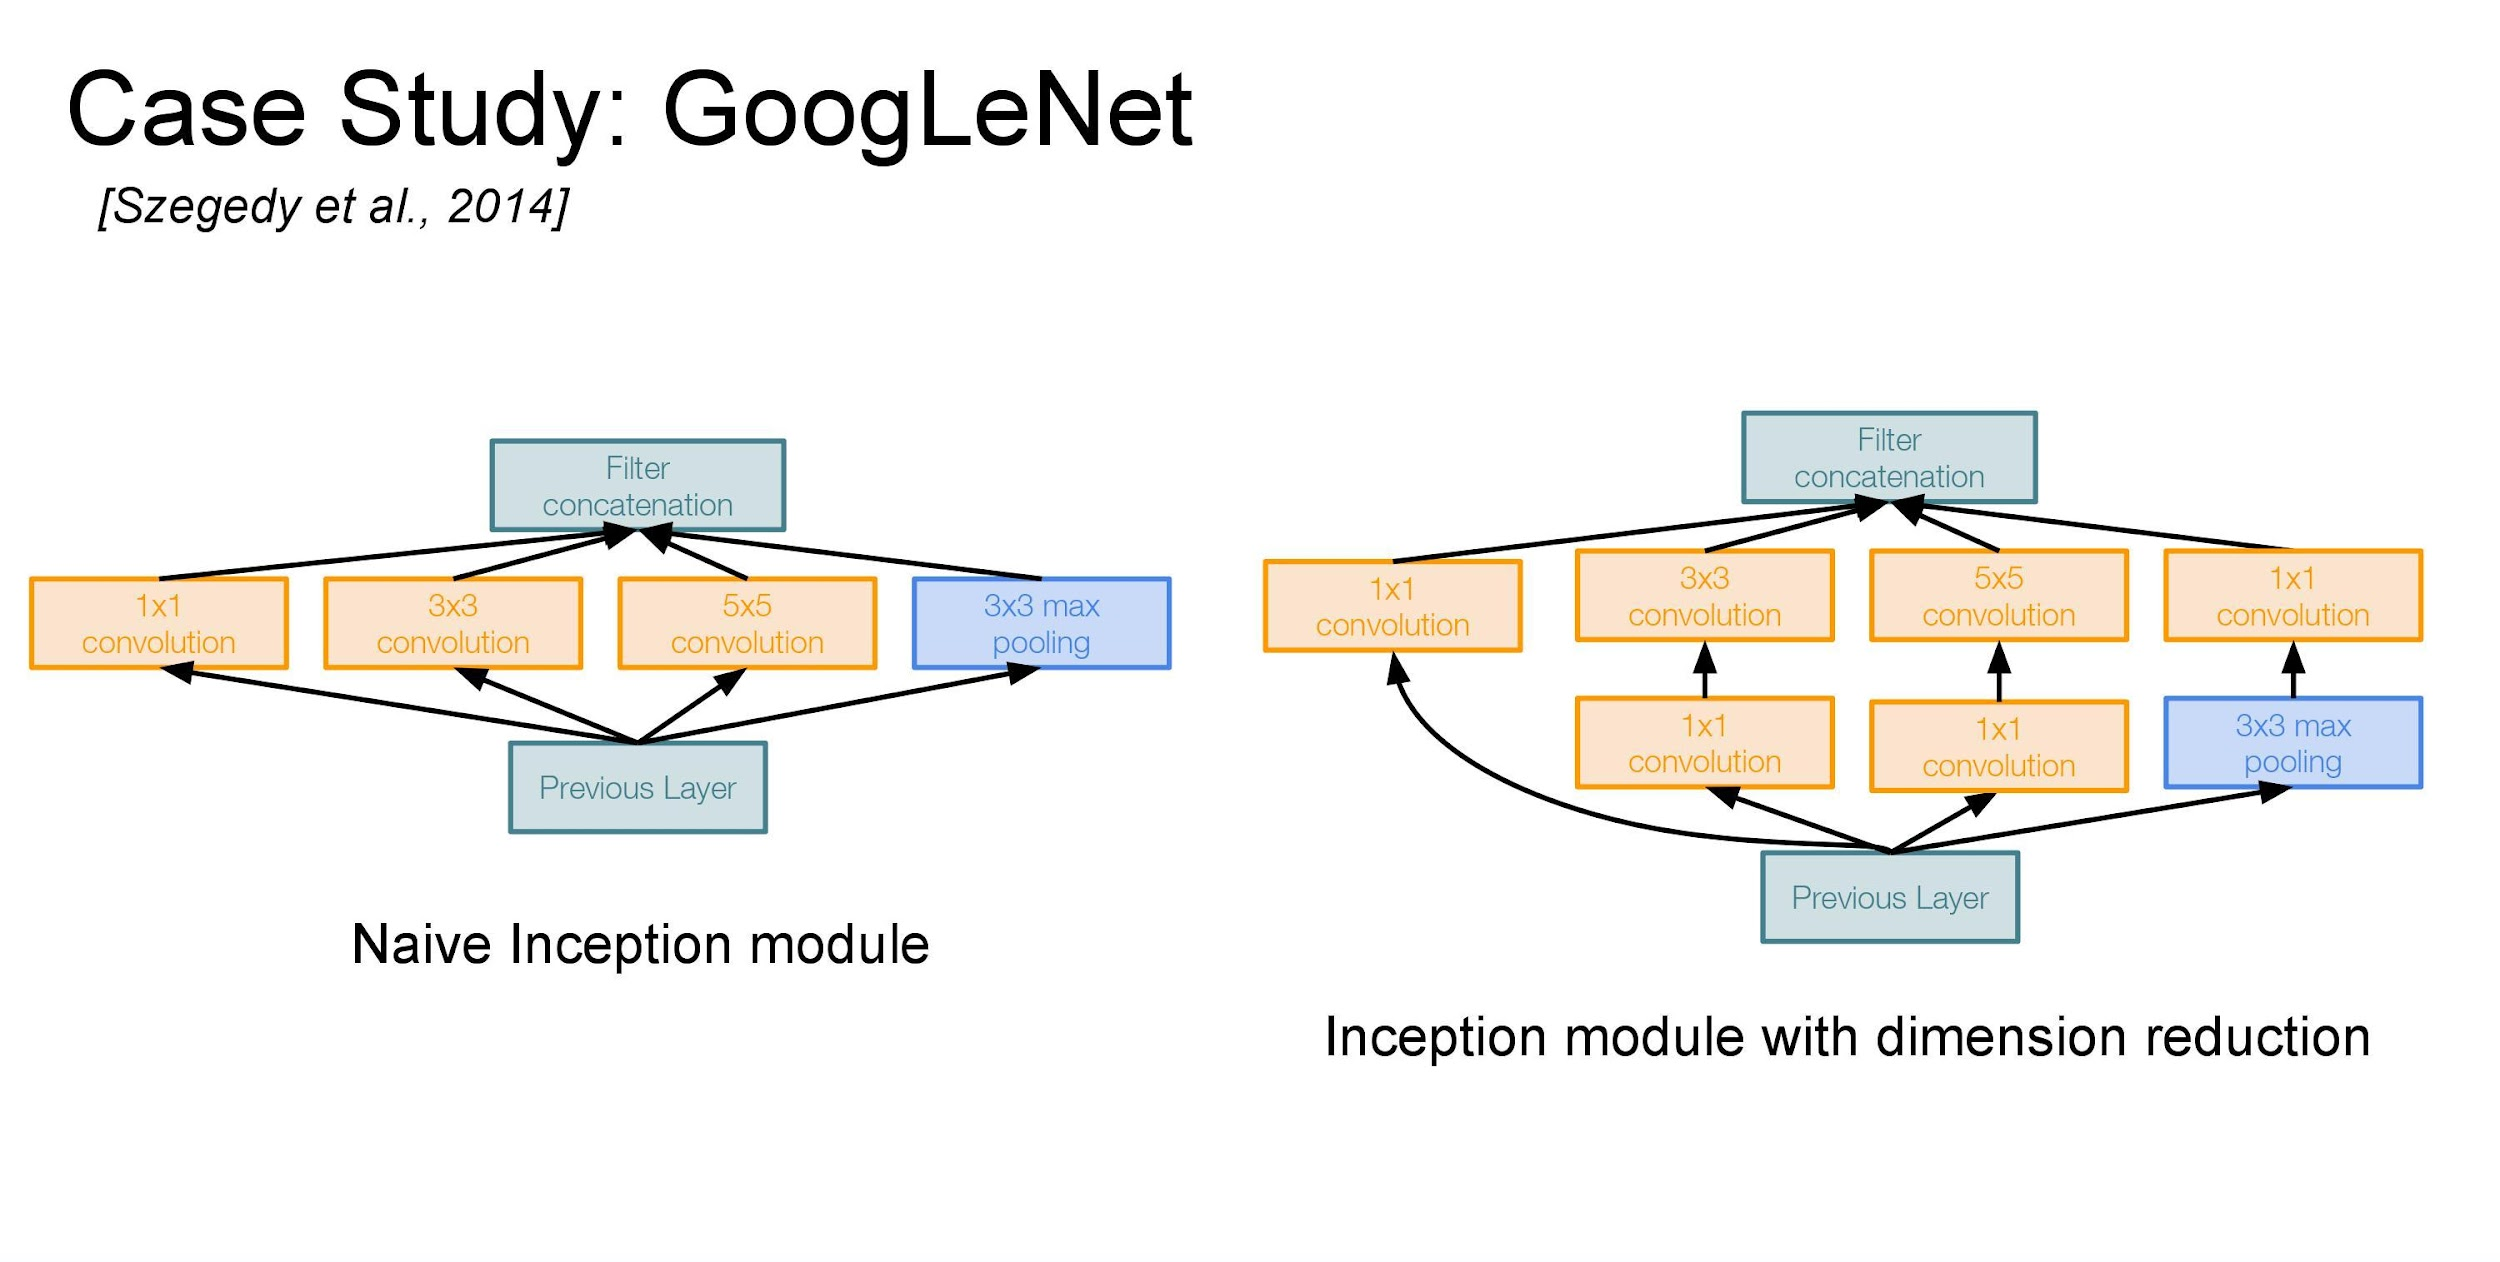 Case Study: GoogLeNet
[Szegedy et al., 2014]
Filter
concatenation
1x1
convolution
3x3
convolution
5x5
convolution
3x3 max
pooling
Previous Layer
Naive Inception module
Filter
concatenation
1x1
convolution
3x3
convolution
5x5
convolution
1x1
convolution
1x1
convolution
1x1
convolution
3x3 max
pooling
Previous Layer
Inception module with dimension reduction